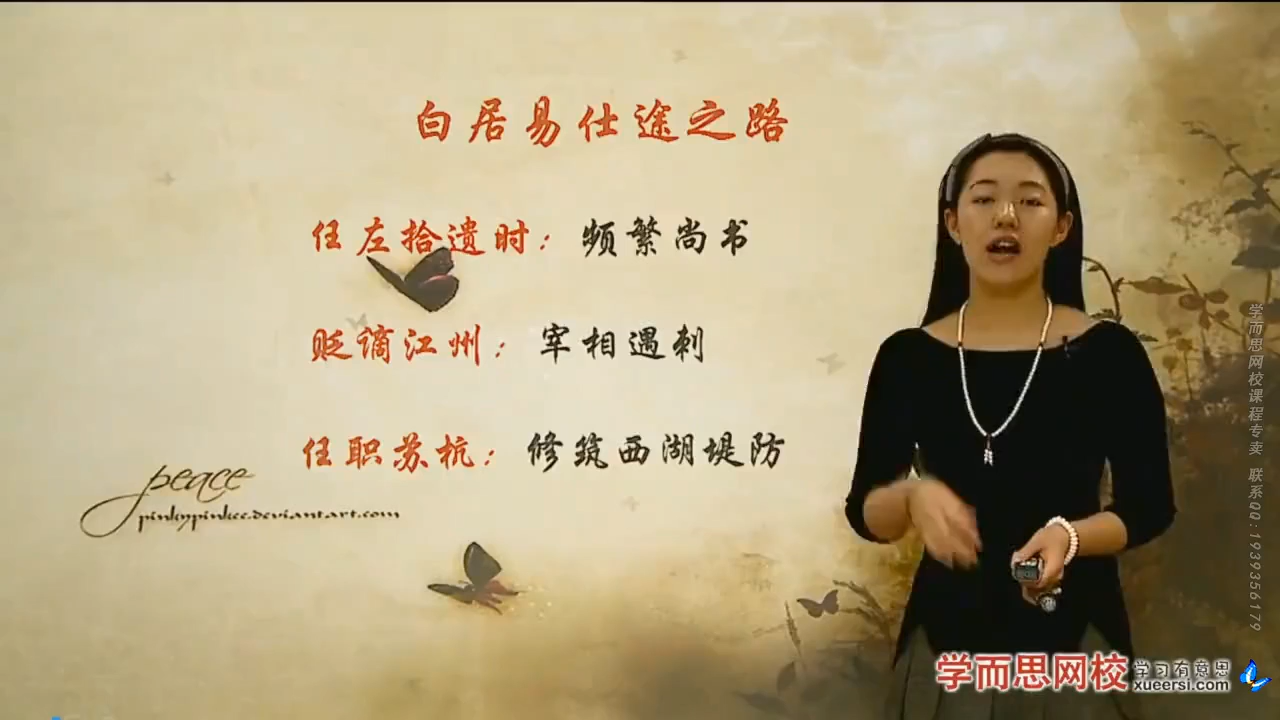 白居易仕途之路
任左拾遗时：频繁尚书
贬谪江州：宰相遇刺
任职苏杭：修筑西湖堤防
peace
pinkypinkee.deviantart.com
学而思网校课程专卖 联系QQ:19393356179
学而思网校
学习有意思
xueersi.com